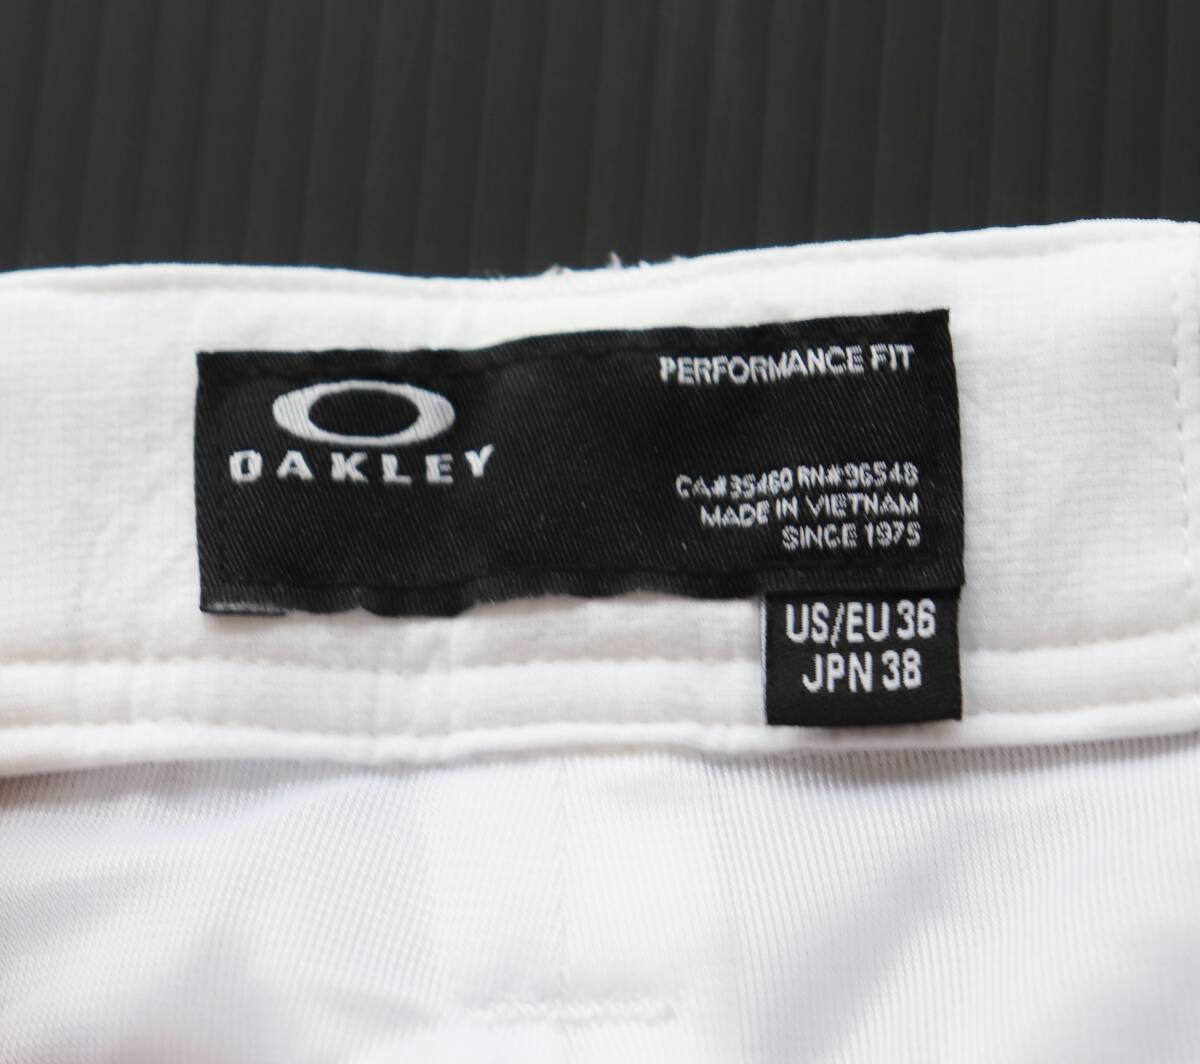 OAKLEY
PERFORMANCE FIT
CA#35460 RN#96548
MADE IN VIETNAM
SINCE 1975
US/EU 36
JPN 38